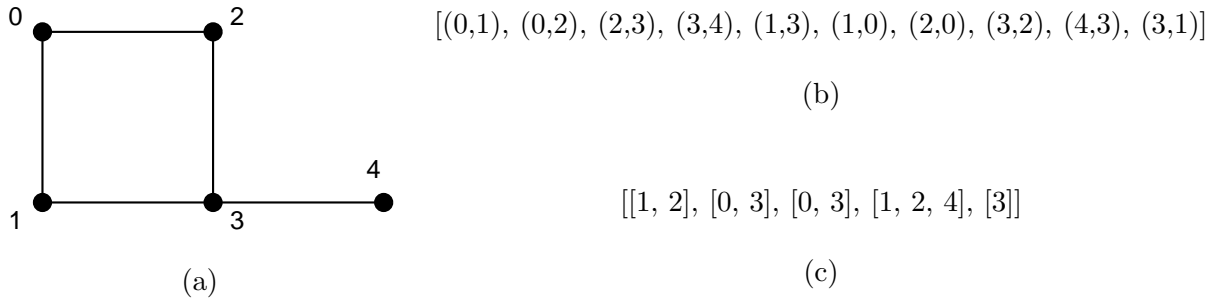 0
2
1
3
4
(a)
[(0,1), (0,2), (2,3), (3,4), (1,3), (1,0), (2,0), (3,2), (4,3), (3,1)]
(b)
[[1, 2], [0, 3], [0, 3], [1, 2, 4], [3]]
(c)